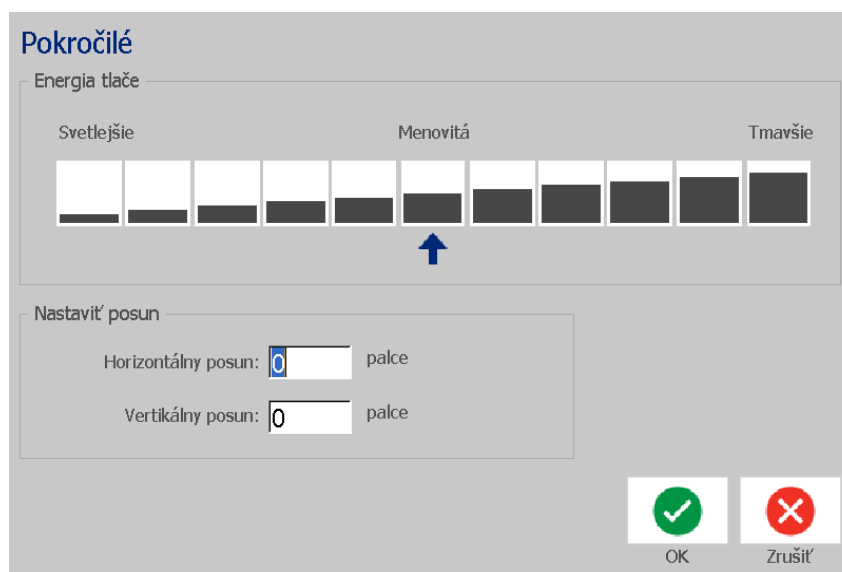 Pokročilé
Energia tlače
Svetlejšie Menovitá Tmavšie
Nastaviť posun
Horizontálny posun: 0 palce
Vertikálny posun: 0 palce
OK Zrušiť